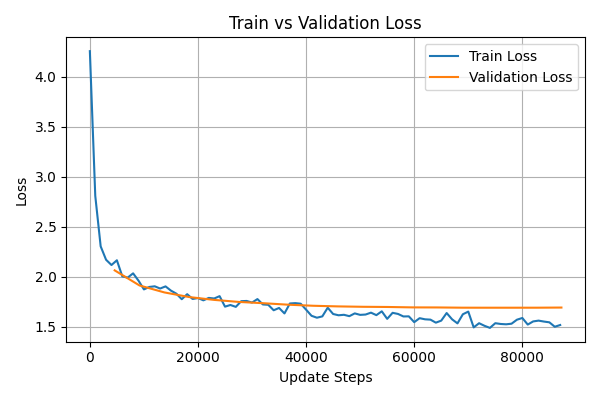 Train vs Validation Loss
Train Loss
Validation Loss
4.0
3.5
3.0
2.5
2.0
1.5
Loss
0
20000
40000
60000
80000
Update Steps